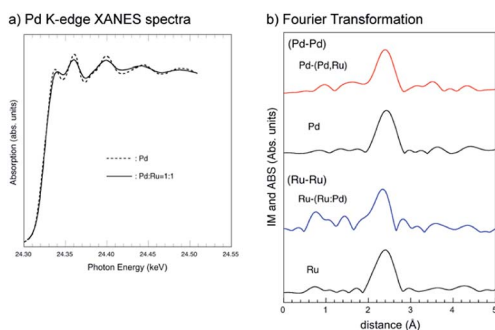 a) Pd K-edge XANES spectra
Absorption (abs. units)
: Pd
: Pd:Ru=1:1
24.30 24.35 24.40 24.45 24.50 24.55
Photon Energy (keV)
b) Fourier Transformation
IM and ABS (Abs. units)
(Pd-Pd)
Pd-(Pd,Ru)
Pd
(Ru-Ru)
Ru-(Ru:Pd)
Ru
0 1 2 3 4 5
distance (Å)